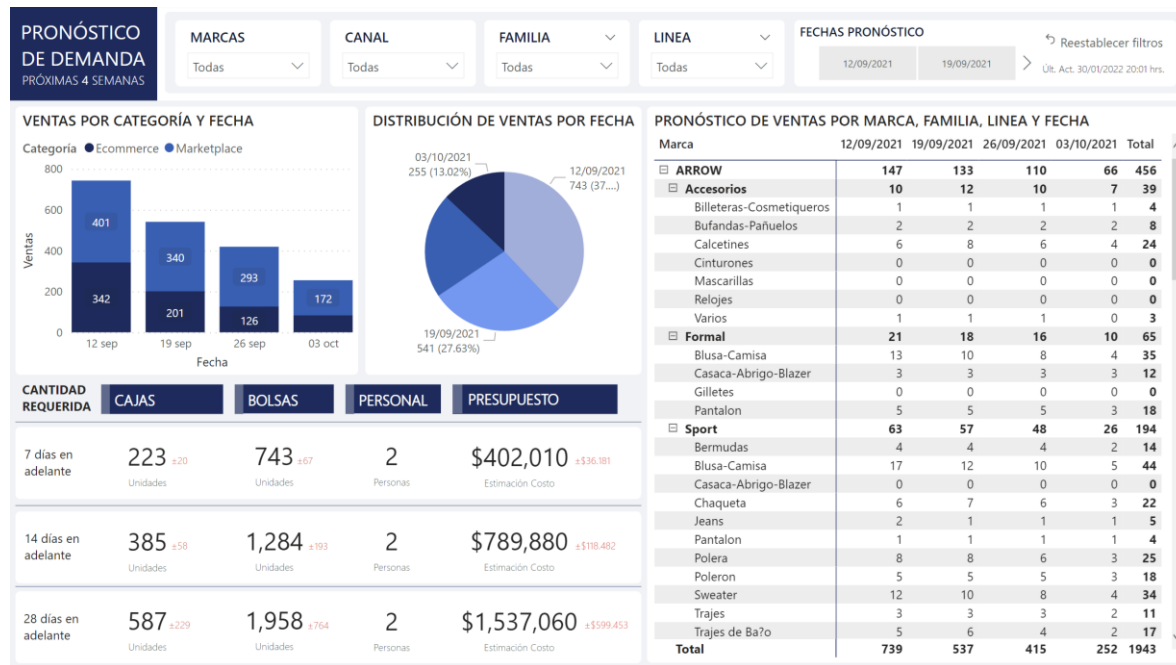 PRONÓSTICO
DE DEMANDA
PRÓXIMAS 4 SEMANAS
MARCAS
Todas
CANAL
Todas
FAMILIA
Todas
LINEA
Todas
FECHAS PRONÓSTICO
12/09/2021 19/09/2021
Reestablecer filtros
Últ. Act. 30/01/2022 20:01 hrs.
VENTAS POR CATEGORÍA Y FECHA
Categoría Ecommerce Marketplace
800
600
400
200
0
Ventas
401
342
340
201
293
126
172
12 sep 19 sep 26 sep 03 oct
Fecha
DISTRIBUCIÓN DE VENTAS POR FECHA
03/10/2021
255 (13.02%)
12/09/2021
743 (37....)
19/09/2021
541 (27.63%)
CANTIDAD
REQUERIDA
CAJAS BOLSAS PERSONAL PRESUPUESTO
7 días en
adelante
223 ±20 743 ±67 2 $402,010 ±$36.181
Unidades Unidades Personas Estimación Costo
14 días en
adelante
385 ±58 1,284 ±193 2 $789,880 ±$118.482
Unidades Unidades Personas Estimación Costo
28 días en
adelante
587 ±229 1,958 ±764 2 $1,537,060 ±$599.453
Unidades Unidades Personas Estimación Costo
PRONÓSTICO DE VENTAS POR MARCA, FAMILIA, LINEA Y FECHA
Marca 12/09/2021 19/09/2021 26/09/2021 03/10/2021 Total
ARROW 147 133 110 66 456
Accesorios 10 12 10 7 39
Billeteras-Cosmetiqueros 1 1 1 1 4
Bufandas-Pañuelos 2 2 2 2 8
Calcetines 6 8 6 4 24
Cinturones 0 0 0 0 0
Mascarillas 0 0 0 0 0
Relojes 0 0 0 0 0
Varios 1 1 1 0 3
Formal 21 18 16 10 65
Blusa-Camisa 13 10 8 4 35
Casaca-Abrigo-Blazer 3 3 3 3 12
Gilletes 0 0 0 0 0
Pantalon 5 5 5 3 18
Sport 63 57 48 26 194
Bermudas 4 4 4 2 14
Blusa-Camisa 17 12 10 5 44
Casaca-Abrigo-Blazer 0 0 0 0 0
Chaqueta 6 7 6 3 22
Jeans 2 1 1 1 5
Pantalon 1 1 1 1 4
Polera 8 8 6 3 25
Poleron 5 5 5 3 18
Sweater 12 10 8 4 34
Trajes 3 3 3 2 11
Trajes de Ba?o 5 6 4 2 17
Total 739 537 415 252 1943